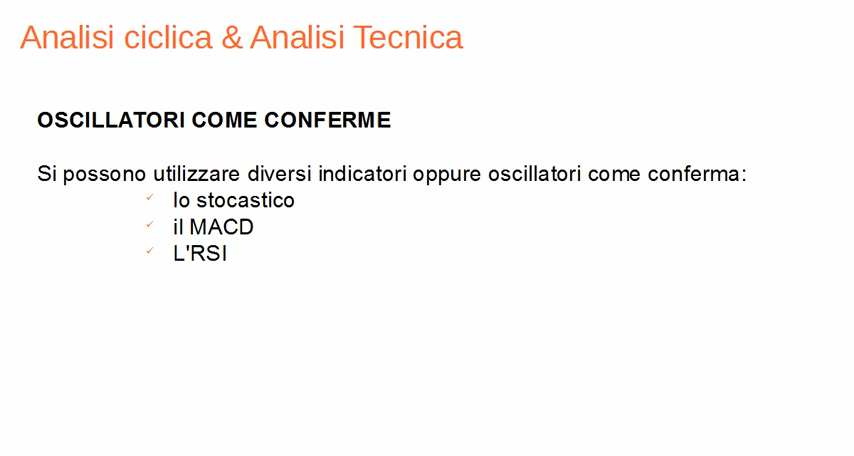 Analisi ciclica & Analisi Tecnica
OSCILLATORI COME CONFERME
Si possono utilizzare diversi indicatori oppure oscillatori come conferma:
lo stocastico
il MACD
L'RSI